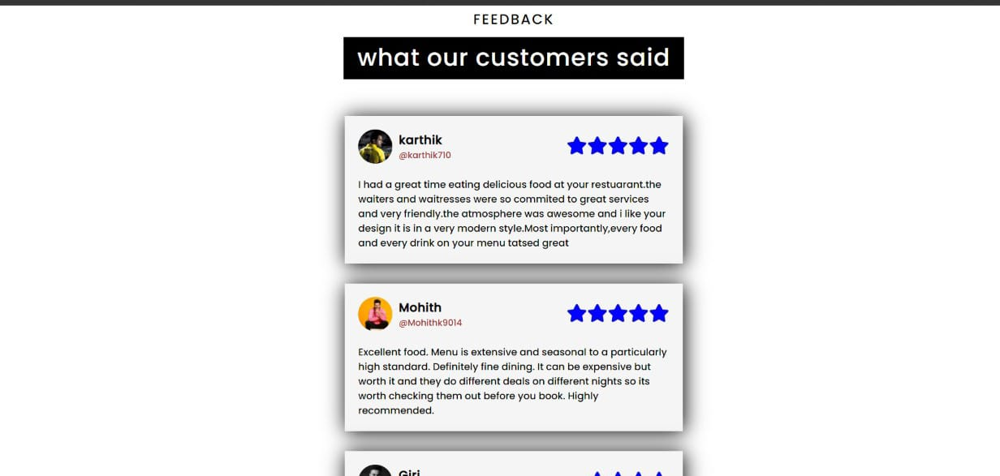 FEEDBACK
what our customers said
karthik
@karthik710
I had a great time eating delicious food at your restuarant.the
waiters and waitresses were so commited to great services
and very friendly.the atmosphere was awesome and i like your
design it is in a very modern style.Most importantly,every food
and every drink on your menu tatsed great
Mohith
@Mohithk9014
Excellent food. Menu is extensive and seasonal to a particularly
high standard. Definitely fine dining. It can be expensive but
worth it and they do different deals on different nights so its
worth checking them out before you book. Highly
recommended.
Giri